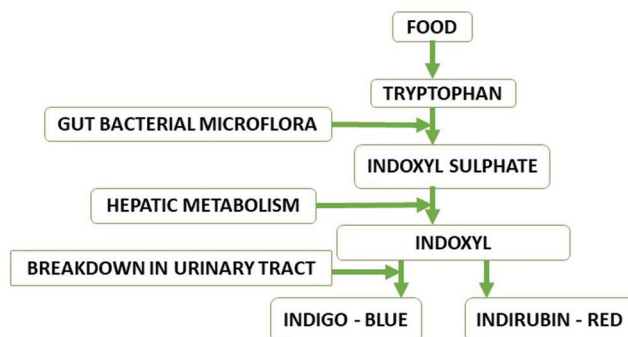 FOOD
TRYPTOPHAN
GUT BACTERIAL MICROFLORA
INDOXYL SULPHATE
HEPATIC METABOLISM
INDOXYL
BREAKDOWN IN URINARY TRACT
INDIGO - BLUE
INDIRUBIN - RED